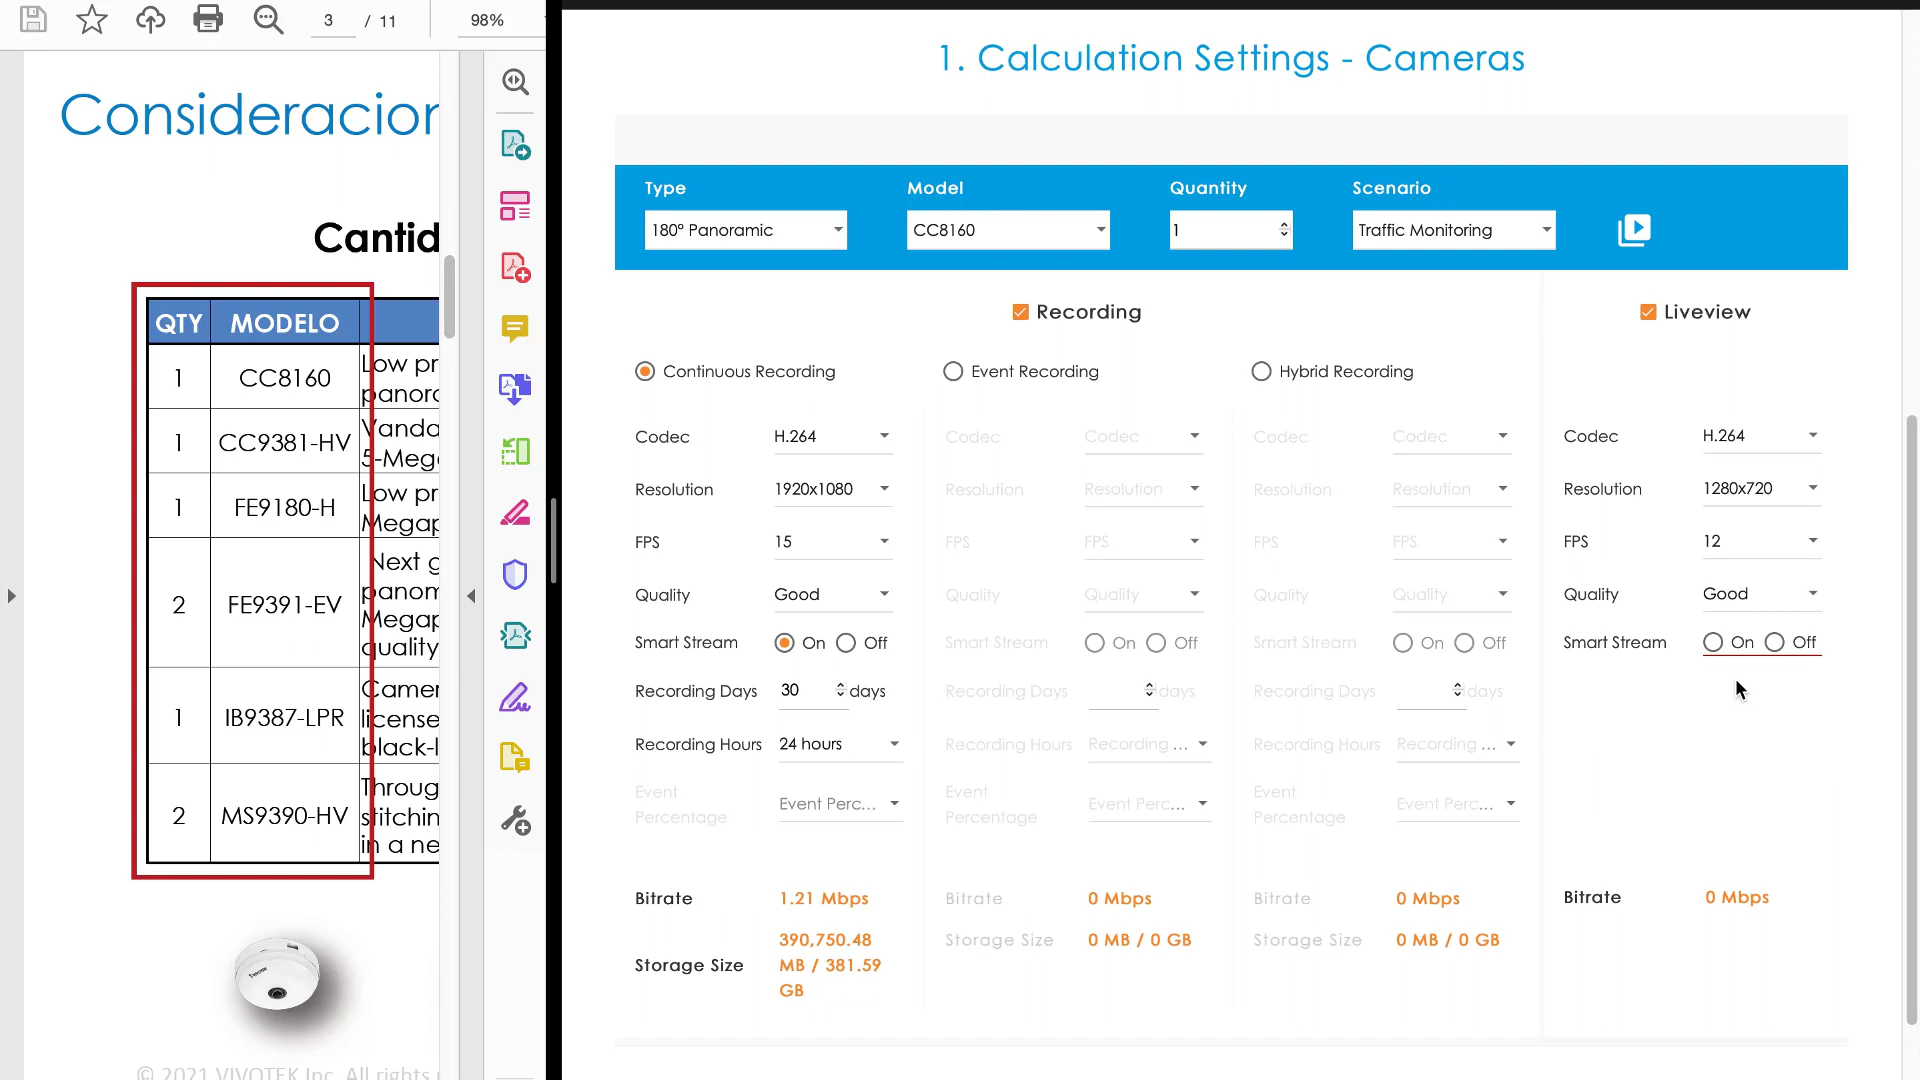 3 / 11
98%
Consideracion
Cantid
QTY MODELO
1 CC8160 Low pr
panora
1 CC9381-HV Vanda
5-Mega
1 FE9180-H Low pr
Megap
2 FE9391-EV Next g
panom
Megap
quality
1 IB9387-LPR Camer
license
black-l
2 MS9390-HV Throug
stitchin
in a ne
© 2021 VIVOTEK Inc. All rights
1. Calculation Settings - Cameras
Type Model Quantity Scenario
180° Panoramic CC8160 1 Traffic Monitoring
Recording Liveview
Continuous Recording Event Recording Hybrid Recording
Codec H.264 Codec Codec Codec Codec Codec H.264
Resolution 1920x1080 Resolution Resolution Resolution Resolution Resolution 1280x720
FPS 15 FPS FPS FPS FPS FPS 12
Quality Good Quality Quality Quality Quality Quality Good
Smart Stream On Off Smart Stream On Off Smart Stream On Off Smart Stream On Off
Recording Days 30 days Recording Days days Recording Days days
Recording Hours 24 hours Recording Hours Recording ... Recording Hours Recording ...
Event Percentage Event Perc... Event Percentage Event Perc... Event Percentage Event Perc...
Bitrate 1.21 Mbps Bitrate 0 Mbps Bitrate 0 Mbps Bitrate 0 Mbps
Storage Size 390,750.48 MB / 381.59 GB Storage Size 0 MB / 0 GB Storage Size 0 MB / 0 GB